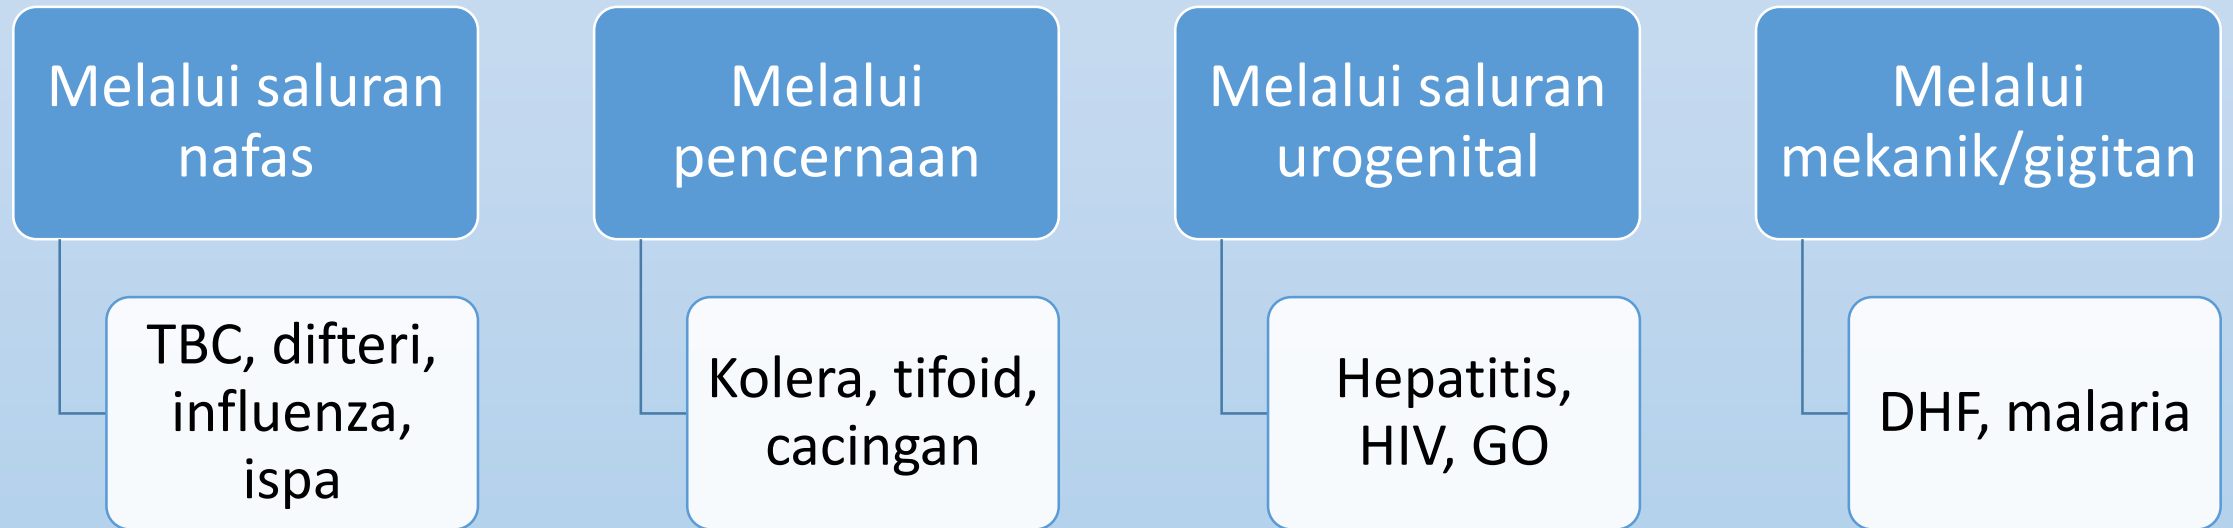 Melalui saluran
nafas
TBC, difteri,
influenza,
ispa
Melalui
pencernaan
Kolera, tifoid,
cacingan
Melalui saluran
urogenital
Hepatitis,
HIV, GO
Melalui
mekanik/gigitan
DHF, malaria